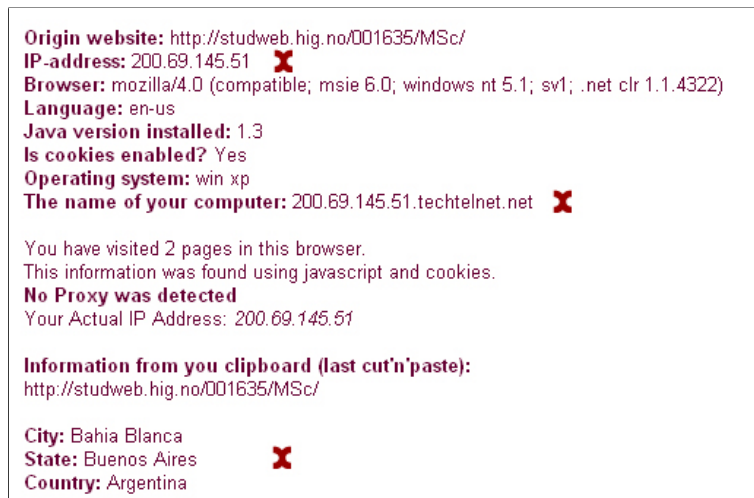 Origin website: http://studweb.hig.no/001635/MSc/
IP-address: 200.69.145.51
Browser: mozilla/4.0 (compatible; msie 6.0; windows nt 5.1; sv1; .net clr 1.1.4322)
Language: en-us
Java version installed: 1.3
Is cookies enabled? Yes
Operating system: win xp
The name of your computer: 200.69.145.51.techtelnet.net
You have visited 2 pages in this browser.
This information was found using javascript and cookies.
No Proxy was detected
Your Actual IP Address: 200.69.145.51
Information from you clipboard (last cut'n'paste):
http://studweb.hig.no/001635/MSc/
City: Bahia Blanca
State: Buenos Aires
Country: Argentina